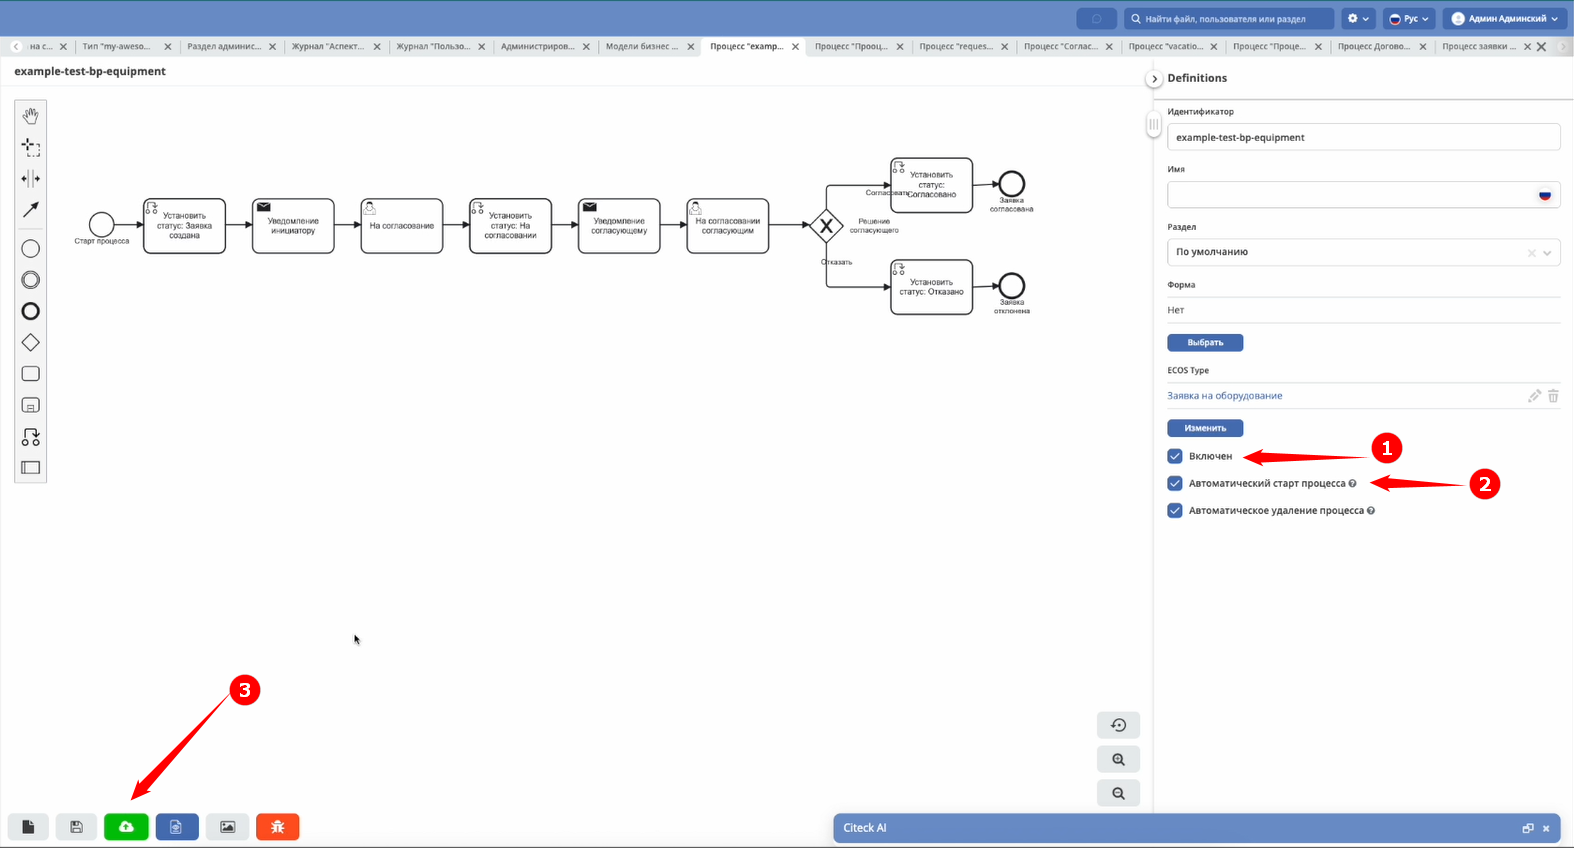 Найти файл, пользователя или раздел
Рус
Админ Админский
на с...
Тип "my-aweso...
Раздел админис...
Журнал "Аспект...
Журнал "Пользо...
Администриров...
Модели бизнес ...
Процесс "examp...
Процесс "Прооц...
Процесс "reques...
Процесс "Соглас...
Процесс "vacatio...
Процесс "Проце...
Процесс Догово...
Процесс заявки ...
example-test-bp-equipment
Старт процесса
Установить
статус: Заявка
создана
Уведомление
инициатору
На согласование
Установить
статус: На
согласовании
Уведомление
согласующему
На согласовании
согласующим
Решение
согласующего
Согласовать
Установить
статус:
Согласовано
Заявка
согласована
Отказать
Установить
статус: Отказано
Заявка
отклонена
Definitions
Идентификатор
example-test-bp-equipment
Имя
Раздел
По умолчанию
Форма
Нет
Выбрать
ECOS Type
Заявка на оборудование
Изменить
Включен
1
Автоматический старт процесса
2
Автоматическое удаление процесса
3
Citeck AI